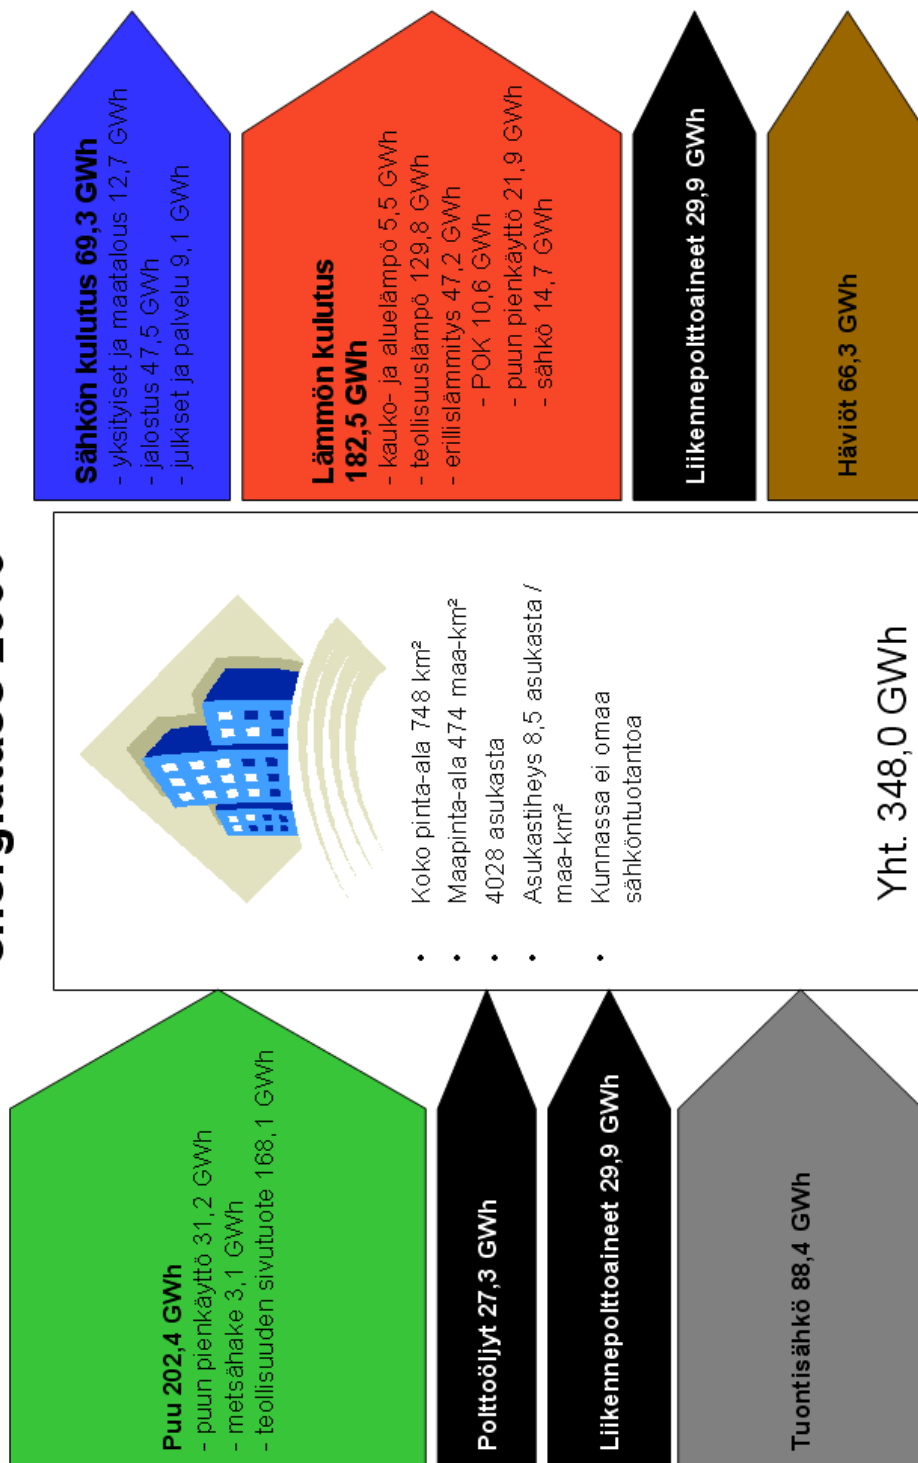 Puu 202,4 GWh
- puun pienkäyttö 31,2 GWh
- metsähake 3,1 GWh
- teollisuuden sivutuote 168,1 GWh
Polttoöljyt 27,3 GWh
Liikennepolttoaineet 29,9 GWh
Tuontisähkö 88,4 GWh
• Koko pinta-ala 748 km²
• Maapinta-ala 474 maa-km²
• 4028 asukasta
• Asukastiheys 8,5 asukasta /
maa-km²
• Kunnassa ei omaa
sähköntuotantoa
Yht. 348,0 GWh
Sähkön kulutus 69,3 GWh
- yksityiset ja maatalous 12,7 GWh
- jalostus 47,5 GWh
- julkiset ja palvelu 9,1 GWh
Lämmön kulutus
182,5 GWh
- kauko- ja aluelämpö 5,5 GWh
- teollisuuslämpö 129,8 GWh
- erillislämmitys 47,2 GWh
- POK 10,6 GWh
- puun pienkäyttö 21,9 GWh
- sähkö 14,7 GWh
Liikennepolttoaineet 29,9 GWh
Häviöt 66,3 GWh